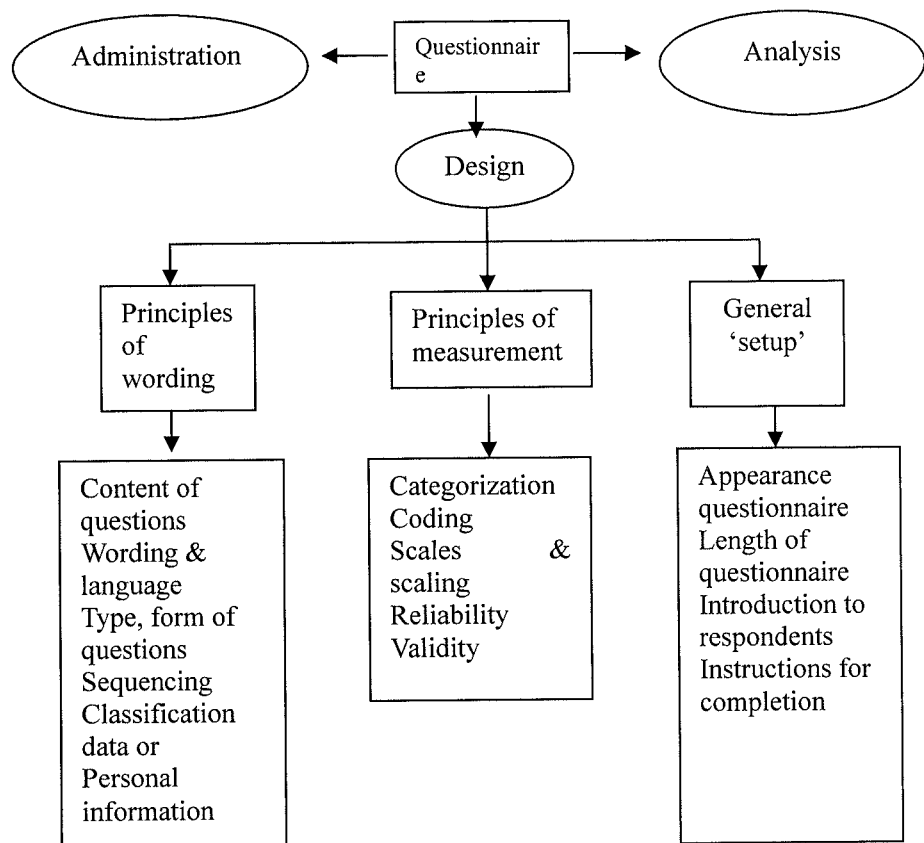 Administration
Questionnair
e
Analysis
Design
Principles
of
wording
Principles of
measurement
General
‘setup’
Content of
questions
Wording &
language
Type, form of
questions
Sequencing
Classification
data or
Personal
information
Categorization
Coding
Scales &
scaling
Reliability
Validity
Appearance
questionnaire
Length of
questionnaire
Introduction to
respondents
Instructions for
completion